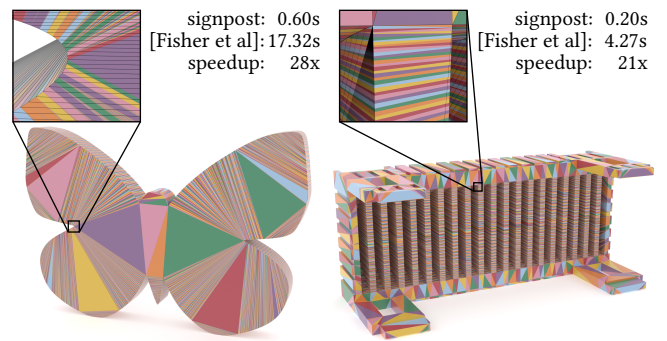 signpost: 0.60s
[Fisher et al]: 17.32s
speedup: 28x
signpost: 0.20s
[Fisher et al]: 4.27s
speedup: 21x